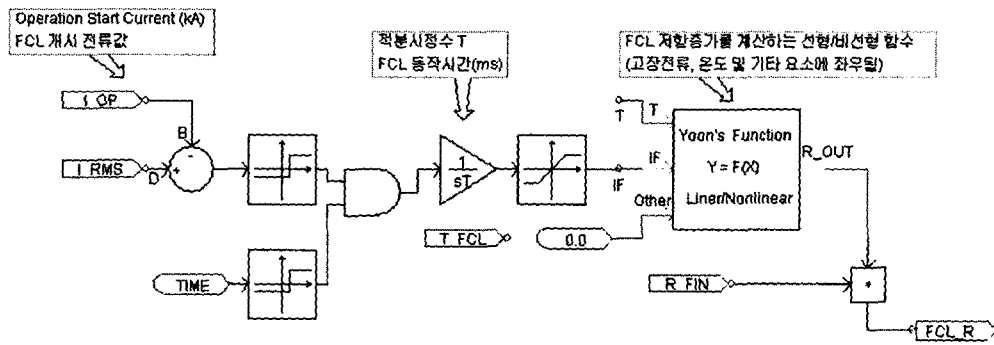 Operation Start Current (kA)
FCL 개시 전류값
적분시정수 T
FCL 동작시간(ms)
FCL 저항증가를 계산하는 선형/비선형 함수
(고장전류, 온도 및 기타 요소에 좌우됨)
I_OP
B
-
I_RMS
D
+
1
sT
T_FCL
TIME
T
T
IF
IF
Other
0.0
Yoon's Function
Y = F(X)
Liner/Nonlinear
R_OUT
R_FIN
*
FCL_R